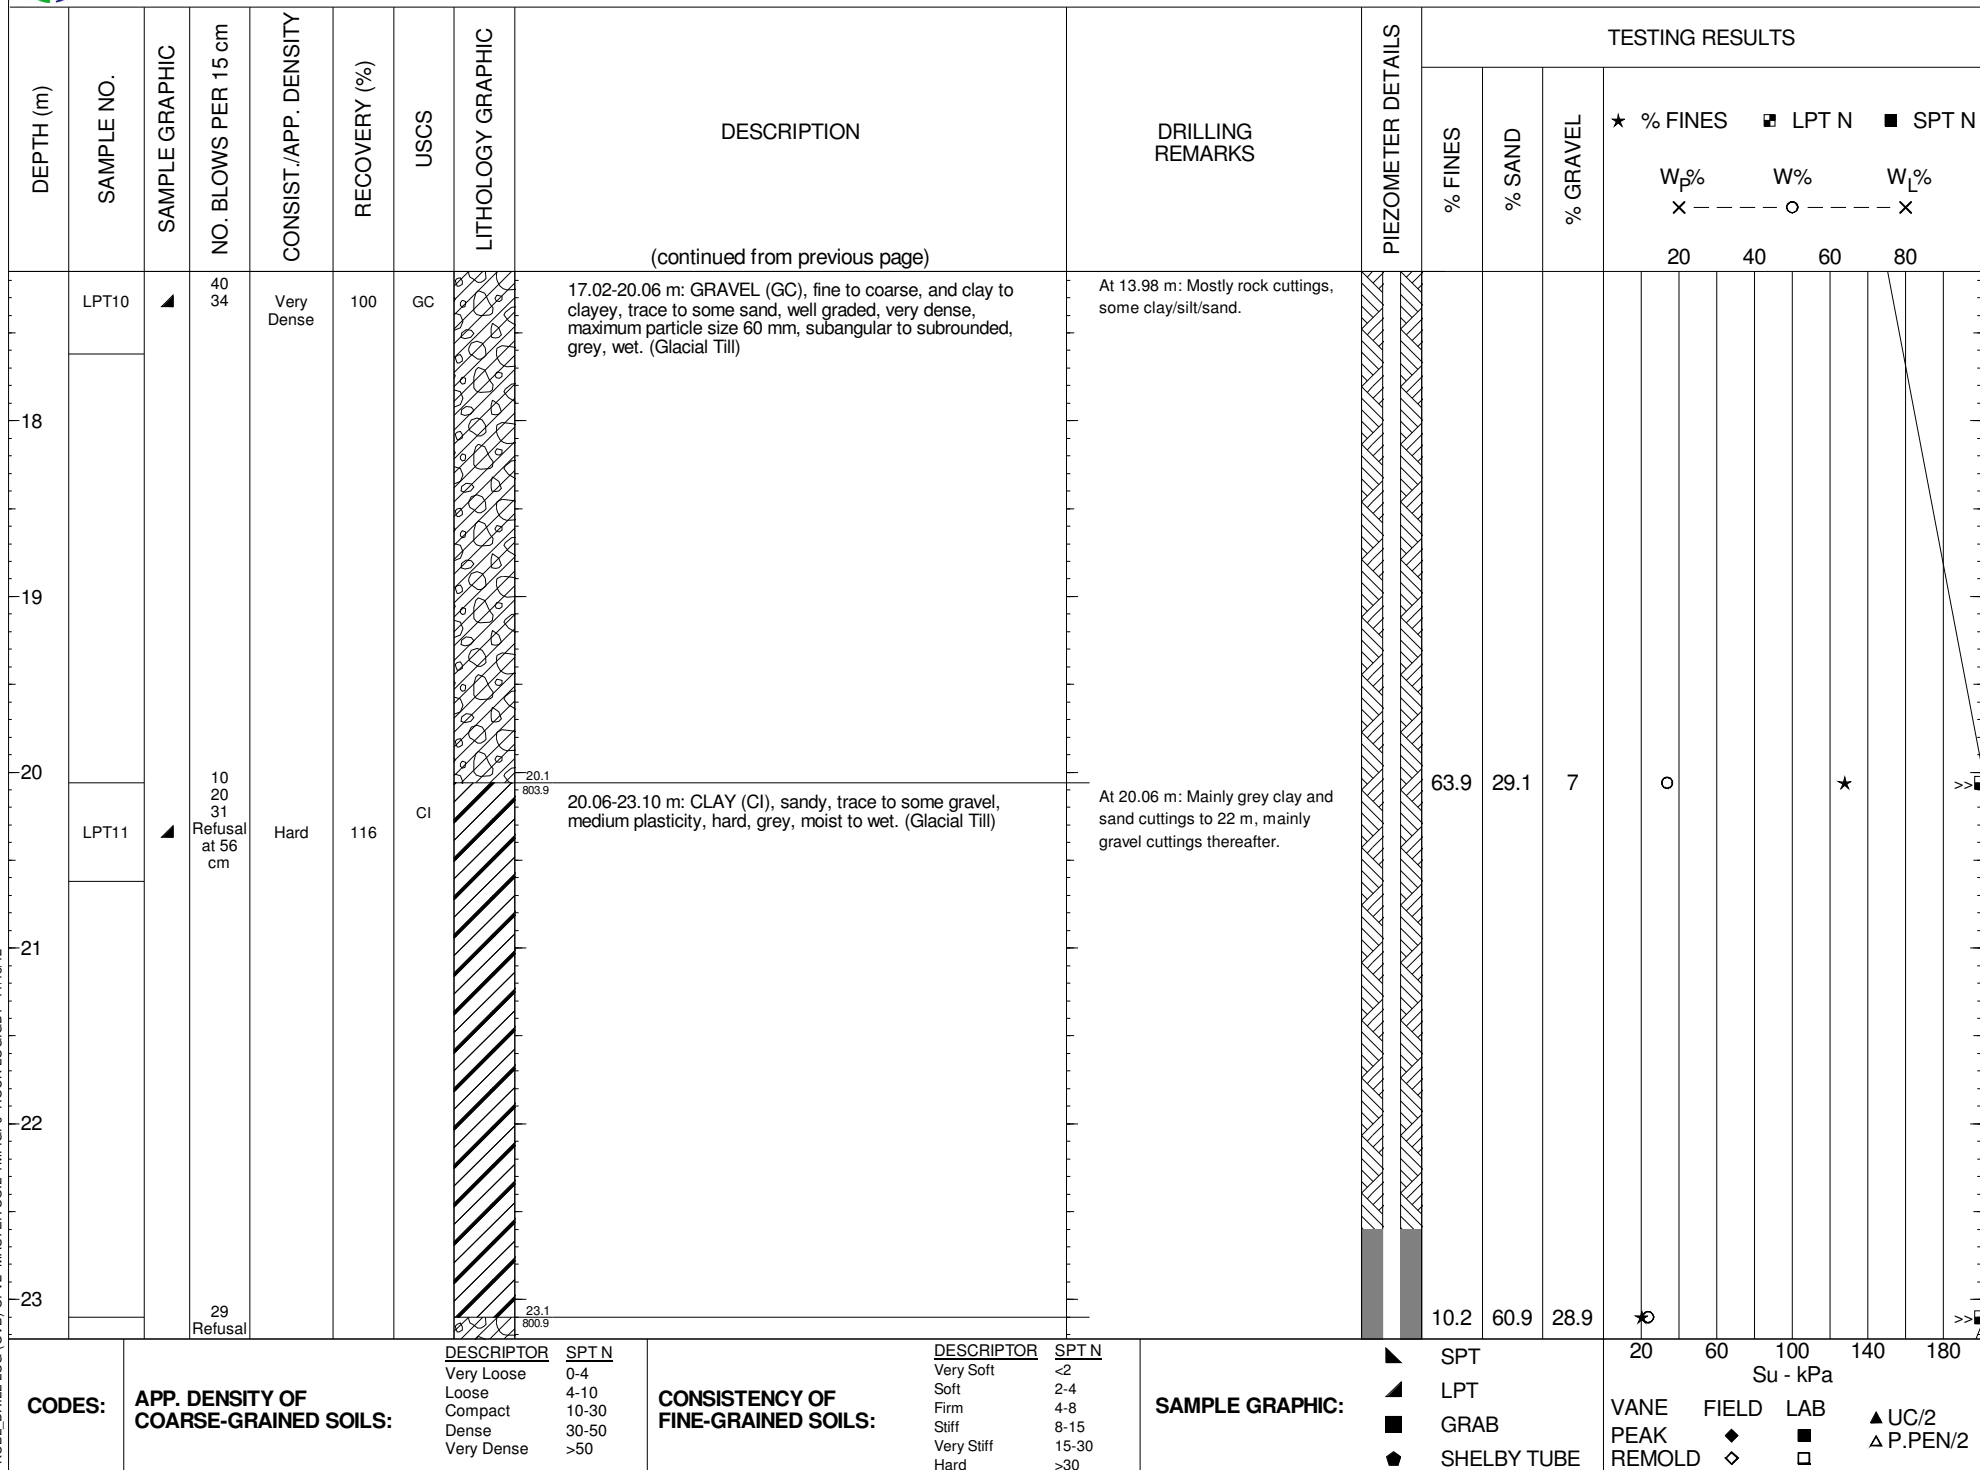 DEPTH (m)
SAMPLE NO.
SAMPLE GRAPHIC
NO. BLOWS PER 15 cm
CONSIST./APP. DENSITY
RECOVERY (%)
USCS
LITHOLOGY GRAPHIC
DESCRIPTION
(continued from previous page)
DRILLING
REMARKS
PIEZOMETER DETAILS
TESTING RESULTS
% FINES
% SAND
% GRAVEL
★ % FINES LPT N ■ SPT N
WP% W% WL%
20 40 60 80
LPT10
40
34
Very
Dense
100
GC
17.02-20.06 m: GRAVEL (GC), fine to coarse, and clay to
clayey, trace to some sand, well graded, very dense,
maximum particle size 60 mm, subangular to subrounded,
grey, wet. (Glacial Till)
At 13.98 m: Mostly rock cuttings,
some clay/silt/sand.
18
19
20
20.1
803.9
LPT11
10
20
31
Refusal
at 56
cm
Hard
116
CI
20.06-23.10 m: CLAY (CI), sandy, trace to some gravel,
medium plasticity, hard, grey, moist to wet. (Glacial Till)
At 20.06 m: Mainly grey clay and
sand cuttings to 22 m, mainly
gravel cuttings thereafter.
63.9 29.1 7
>>
21
22
23
29
Refusal
23.1
800.9
10.2 60.9 28.9
>>
CODES:
APP. DENSITY OF
COARSE-GRAINED SOILS:
DESCRIPTOR SPT N
Very Loose 0-4
Loose 4-10
Compact 10-30
Dense 30-50
Very Dense >50
CONSISTENCY OF
FINE-GRAINED SOILS:
DESCRIPTOR SPT N
Very Soft <2
Soft 2-4
Firm 4-8
Stiff 8-15
Very Stiff 15-30
Hard >30
SAMPLE GRAPHIC:
SPT
LPT
GRAB
SHELBY TUBE
20 60 100 140 180
Su - kPa
VANE FIELD LAB
PEAK ◆ ■
REMOLD ◇ □
▲ UC/2
△ P.PEN/2